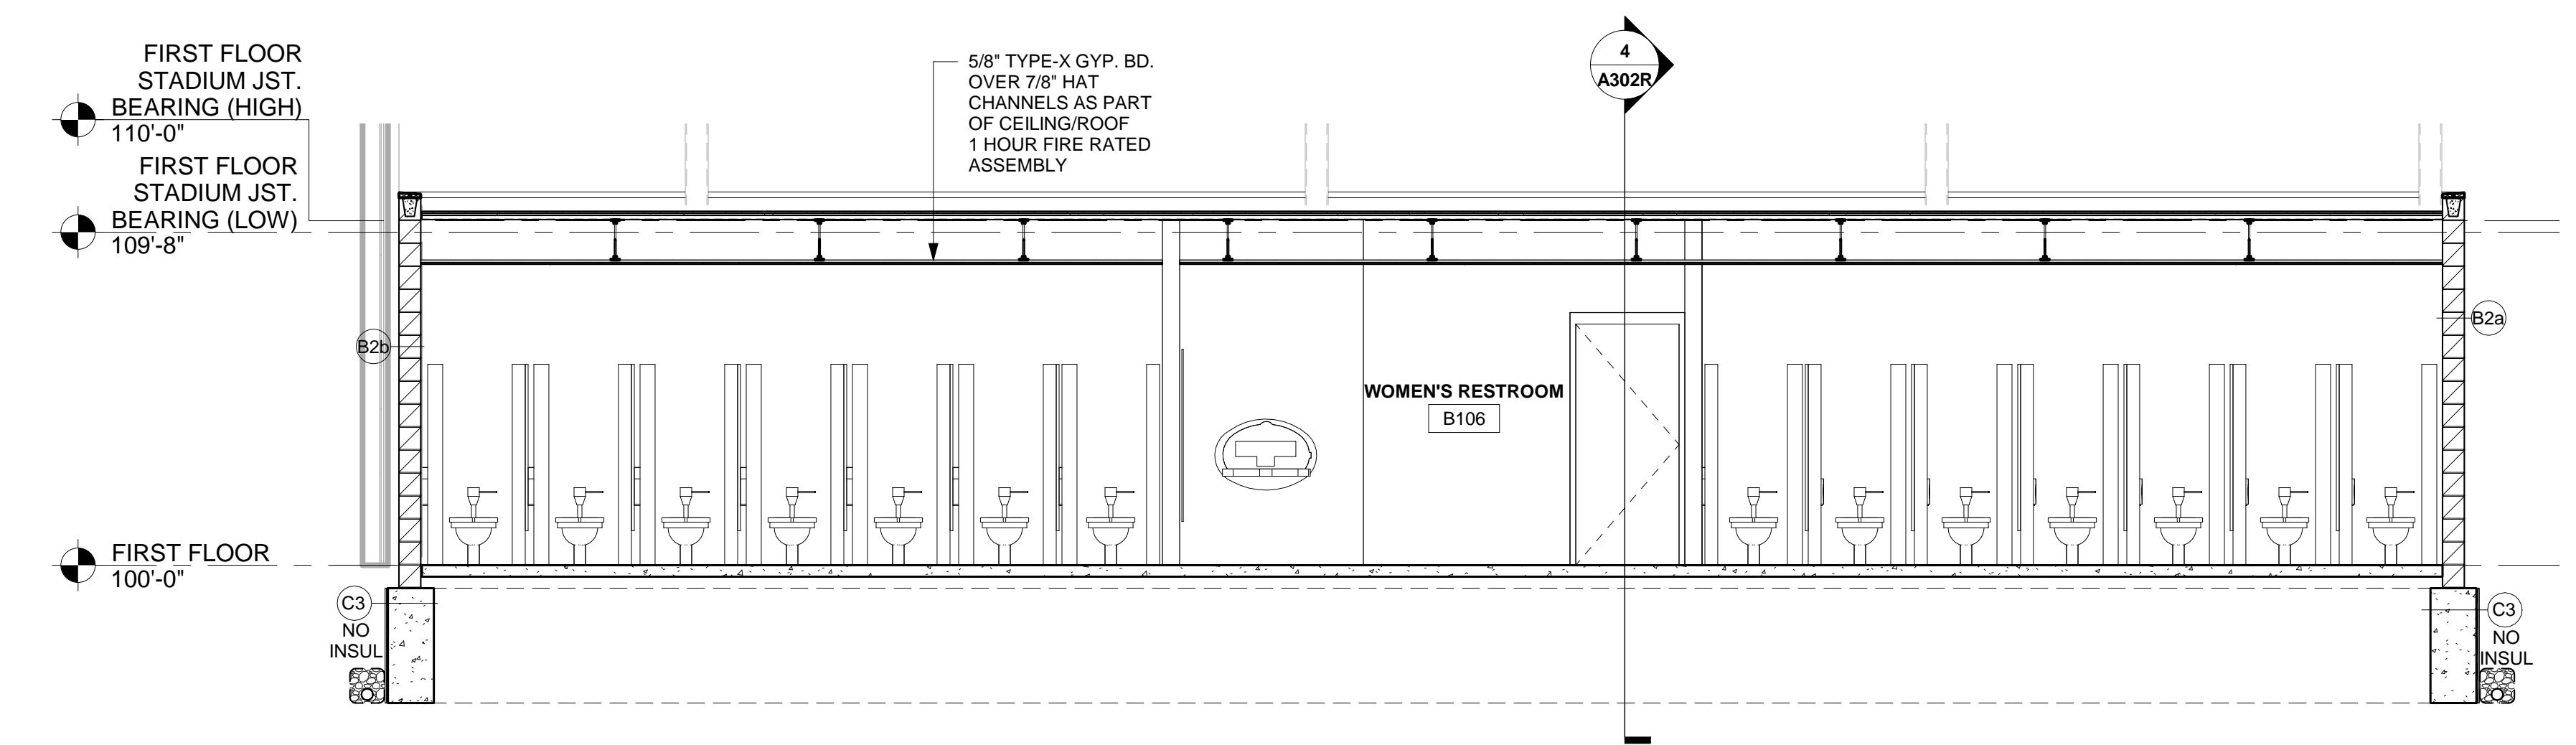 FIRST FLOOR
STADIUM JST.
BEARING (HIGH)
110'-0"
FIRST FLOOR
STADIUM JST.
BEARING (LOW)
109'-8"
5/8" TYPE-X GYP. BD.
OVER 7/8" HAT
CHANNELS AS PART
OF CEILING/ROOF
1 HOUR FIRE RATED
ASSEMBLY
4
A302R
B2b
B2a
WOMEN'S RESTROOM
B106
FIRST FLOOR
100'-0"
C3
NO
INSUL
C3
NO
INSUL